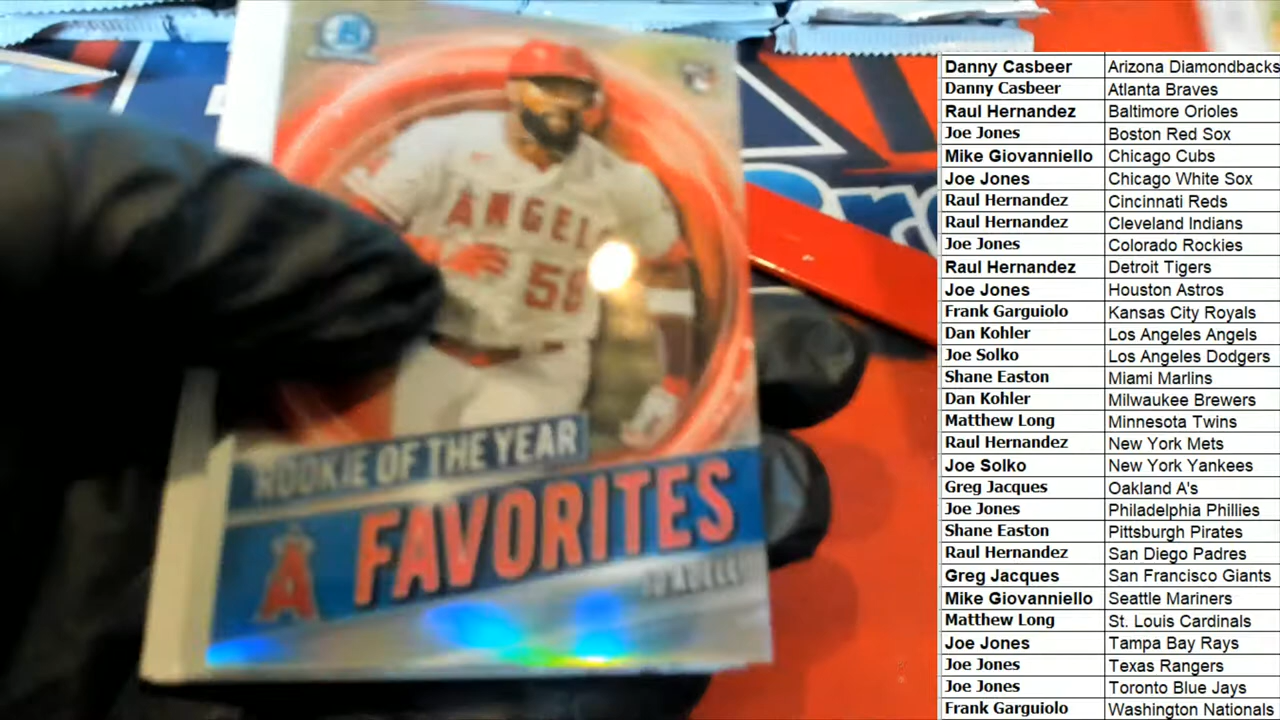 ANGELS
59
ROOKIE OF THE YEAR
A FAVORITES
JO ADELL
Danny Casbeer Arizona Diamondbacks
Danny Casbeer Atlanta Braves
Raul Hernandez Baltimore Orioles
Joe Jones Boston Red Sox
Mike Giovanniello Chicago Cubs
Joe Jones Chicago White Sox
Raul Hernandez Cincinnati Reds
Raul Hernandez Cleveland Indians
Joe Jones Colorado Rockies
Raul Hernandez Detroit Tigers
Joe Jones Houston Astros
Frank Garguiolo Kansas City Royals
Dan Kohler Los Angeles Angels
Joe Solko Los Angeles Dodgers
Shane Easton Miami Marlins
Dan Kohler Milwaukee Brewers
Matthew Long Minnesota Twins
Raul Hernandez New York Mets
Joe Solko New York Yankees
Greg Jacques Oakland A's
Joe Jones Philadelphia Phillies
Shane Easton Pittsburgh Pirates
Raul Hernandez San Diego Padres
Greg Jacques San Francisco Giants
Mike Giovanniello Seattle Mariners
Matthew Long St. Louis Cardinals
Joe Jones Tampa Bay Rays
Joe Jones Texas Rangers
Joe Jones Toronto Blue Jays
Frank Garguiolo Washington Nationals